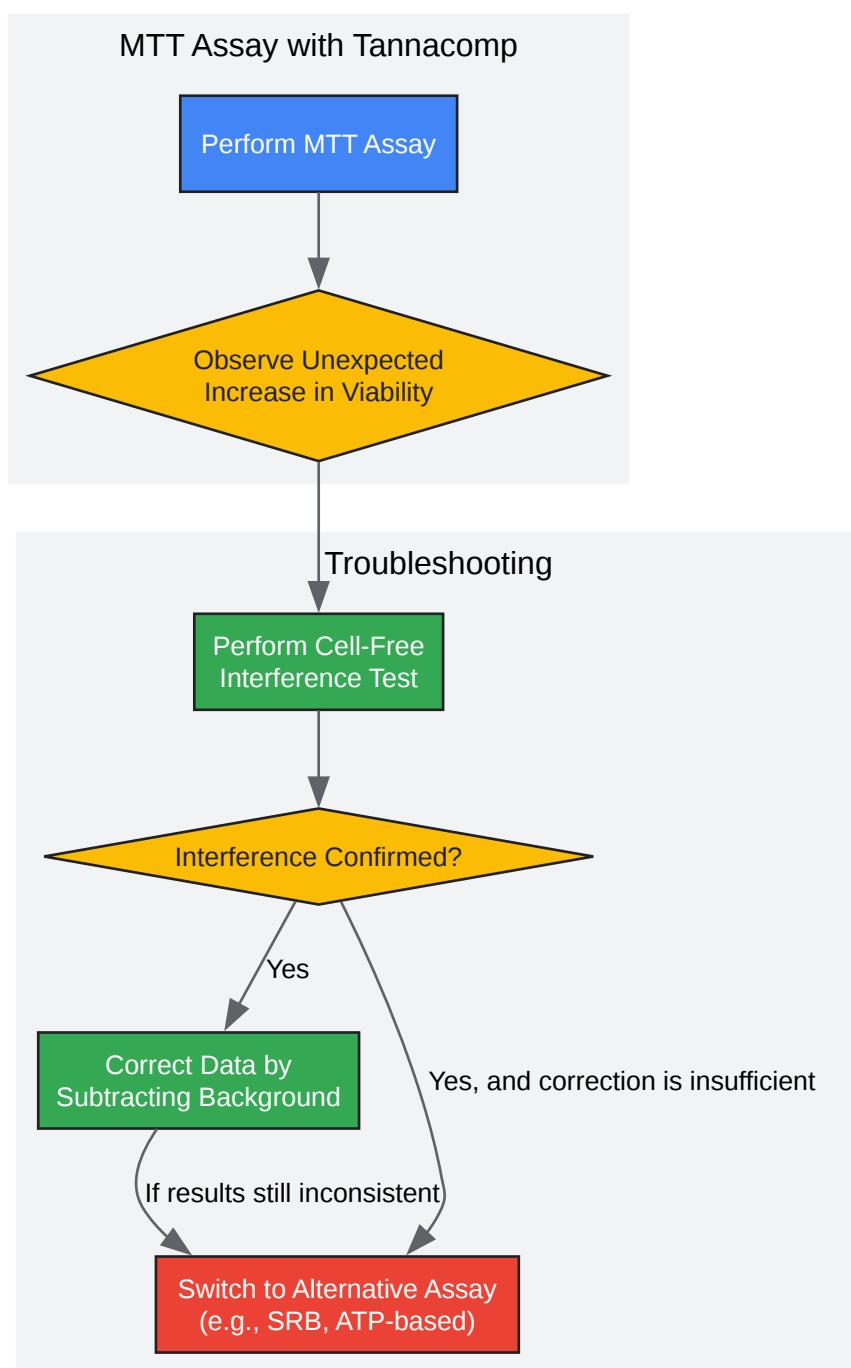 MTT Assay with Tannacomp
Perform MTT Assay
Observe Unexpected
Increase in Viability
Troubleshooting
Perform Cell-Free
Interference Test
Interference Confirmed?
Yes
Correct Data by
Subtracting Background
Yes, and correction is insufficient
If results still inconsistent
Switch to Alternative Assay
(e.g., SRB, ATP-based)